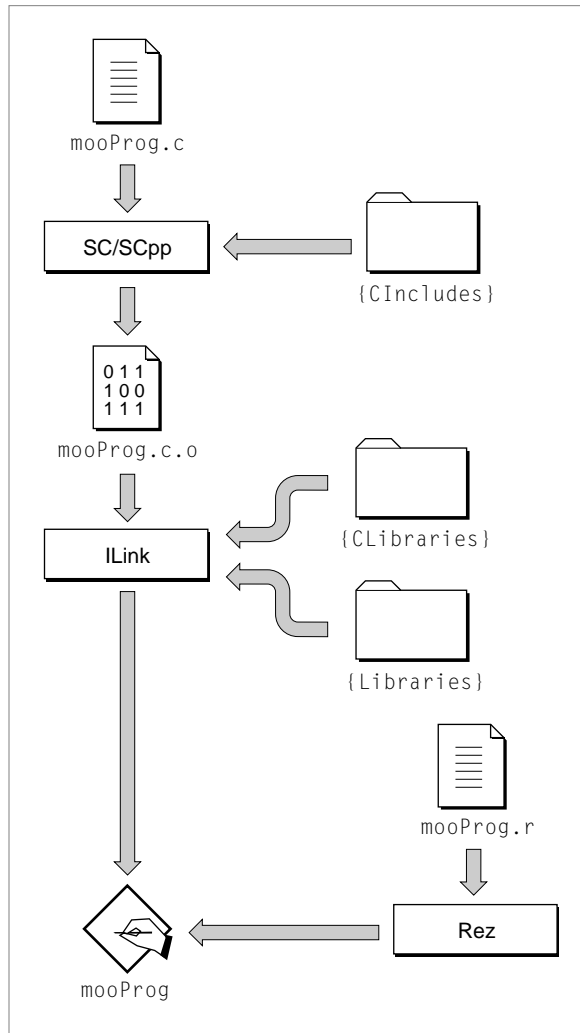 mooProg.c
SC/SCpp
{CIncludes}
011
100
111
mooProg.c.o
{CLibraries}
ILink
{Libraries}
mooProg.r
Rez
mooProg